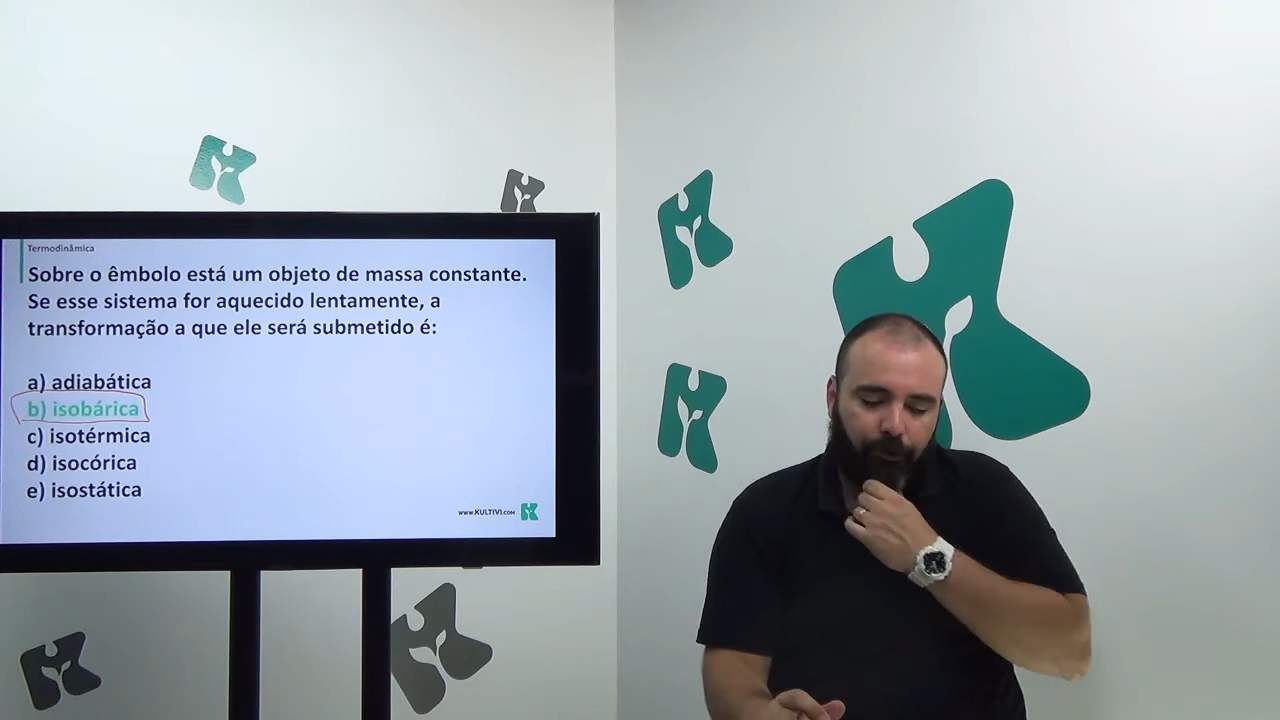 Termodinâmica
Sobre o êmbolo está um objeto de massa constante.
Se esse sistema for aquecido lentamente, a
transformação a que ele será submetido é:
a) adiabática
b) isobárica
c) isotérmica
d) isocórica
e) isostática
www.KULTIVI.COM